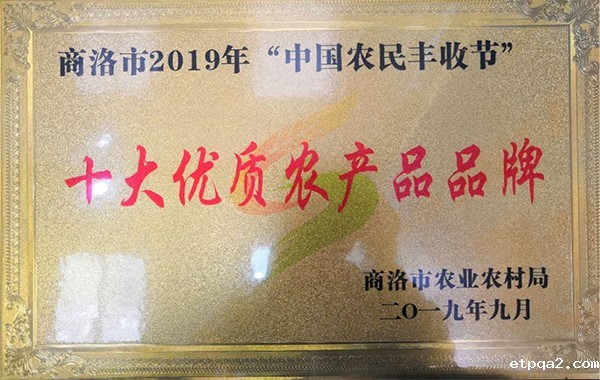 商洛市2019年“中国农民丰收节”
十大优质农产品品牌
商洛市农业农村局
二〇一九年九月
etpqa2.com